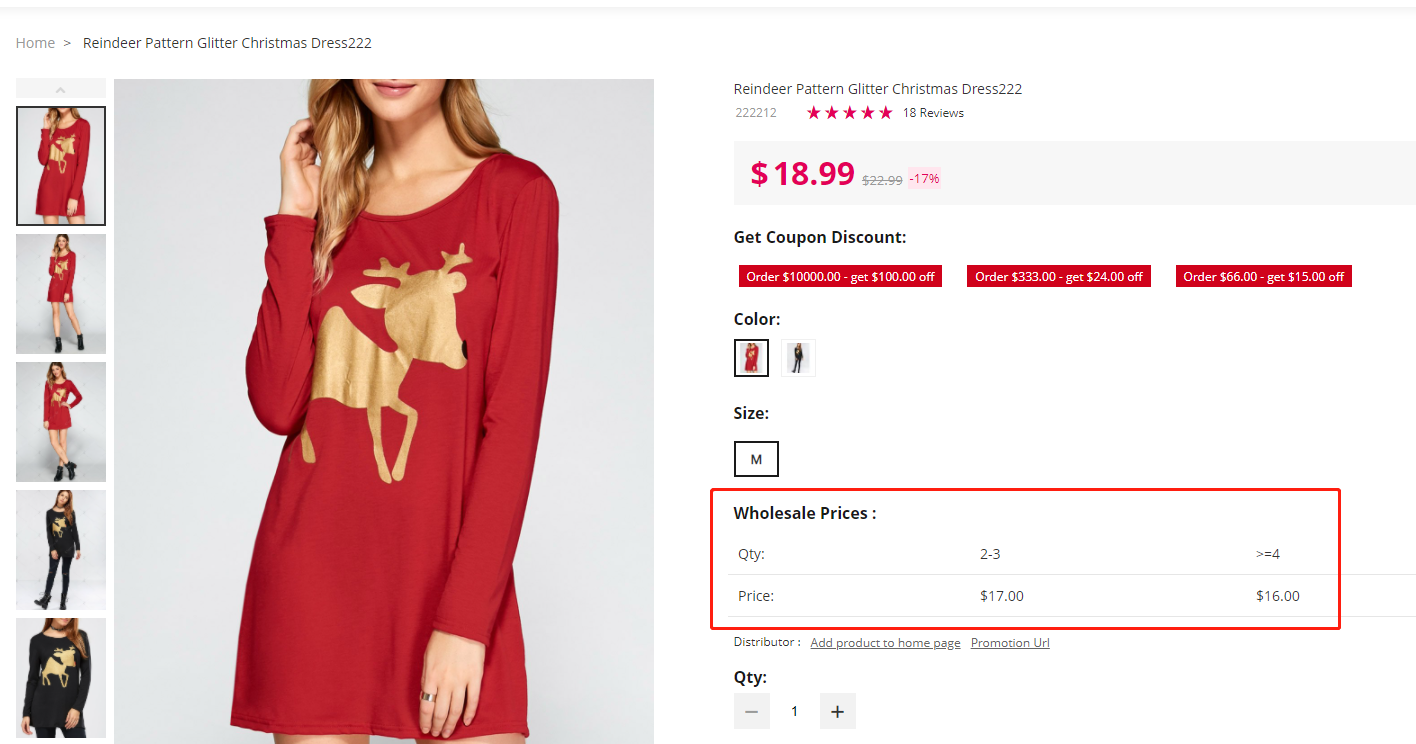 Home > Reindeer Pattern Glitter Christmas Dress222
Reindeer Pattern Glitter Christmas Dress222
222212 ★★★★★ 18 Reviews
$18.99 $22.99 -17%
Get Coupon Discount:
Order $10000.00 - get $100.00 off Order $333.00 - get $24.00 off Order $66.00 - get $15.00 off
Color:
Size:
M
Wholesale Prices :
Qty: 2-3 >=4
Price: $17.00 $16.00
Distributor : Add product to home page Promotion Url
Qty:
− 1 +